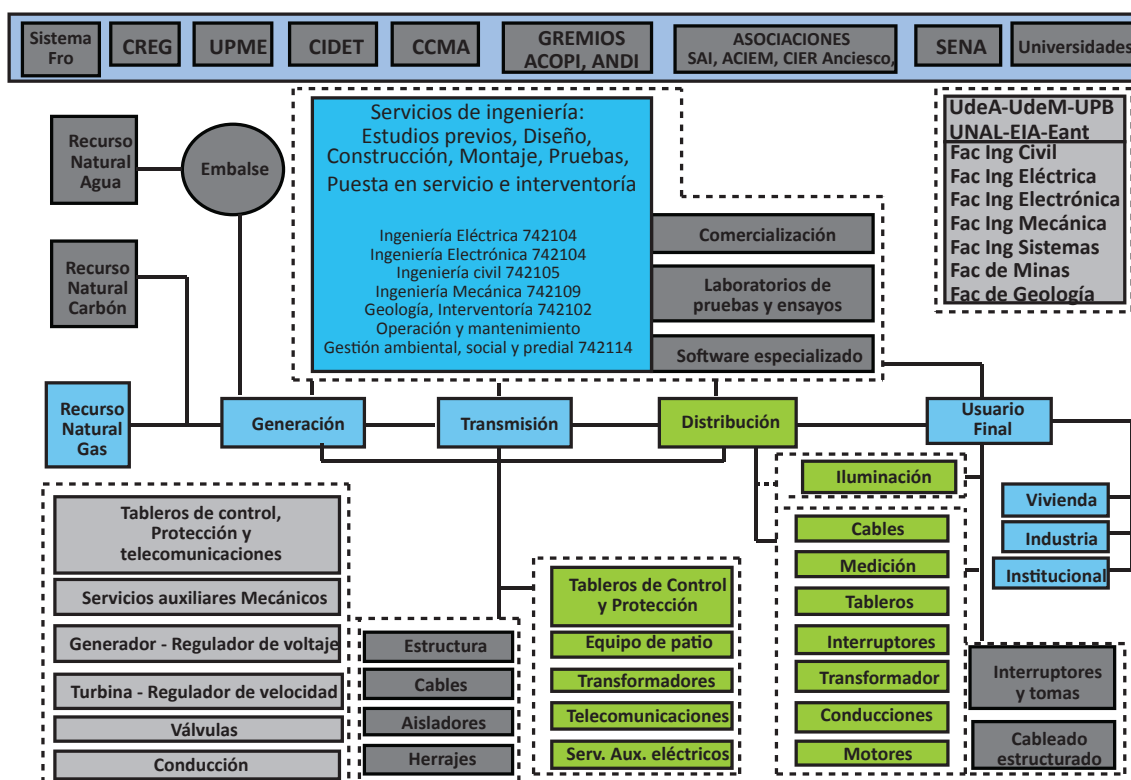 Sistema
Fro
CREG
UPME
CIDET
CCMA
GREMIOS
ACOPI, ANDI
ASOCIACIONES
SAI, ACIEM, CIER Anciesco,
SENA
Universidades
Recurso
Natural
Agua
Embalse
Recurso
Natural
Carbón
Servicios de ingeniería:
Estudios previos, Diseño,
Construcción, Montaje, Pruebas,
Puesta en servicio e interventoría
Ingeniería Eléctrica 742104
Ingeniería Electrónica 742104
Ingeniería civil 742105
Ingeniería Mecánica 742109
Geología, Interventoría 742102
Operación y mantenimiento
Gestión ambiental, social y predial 742114
Comercialización
Laboratorios de
pruebas y ensayos
Software especializado
UdeA-UdeM-UPB
UNAL-EIA-Eant
Fac Ing Civil
Fac Ing Eléctrica
Fac Ing Electrónica
Fac Ing Mecánica
Fac Ing Sistemas
Fac de Minas
Fac de Geología
Recurso
Natural
Gas
Generación
Transmisión
Distribución
Usuario
Final
Vivienda
Industria
Institucional
Tableros de control,
Protección y
telecomunicaciones
Servicios auxiliares Mecánicos
Generador - Regulador de voltaje
Turbina - Regulador de velocidad
Válvulas
Conducción
Estructura
Cables
Aisladores
Herrajes
Tableros de Control
y Protección
Equipo de patio
Transformadores
Telecomunicaciones
Serv. Aux. eléctricos
Iluminación
Cables
Medición
Tableros
Interruptores
Transformador
Conducciones
Motores
Interruptores
y tomas
Cableado
estructurado